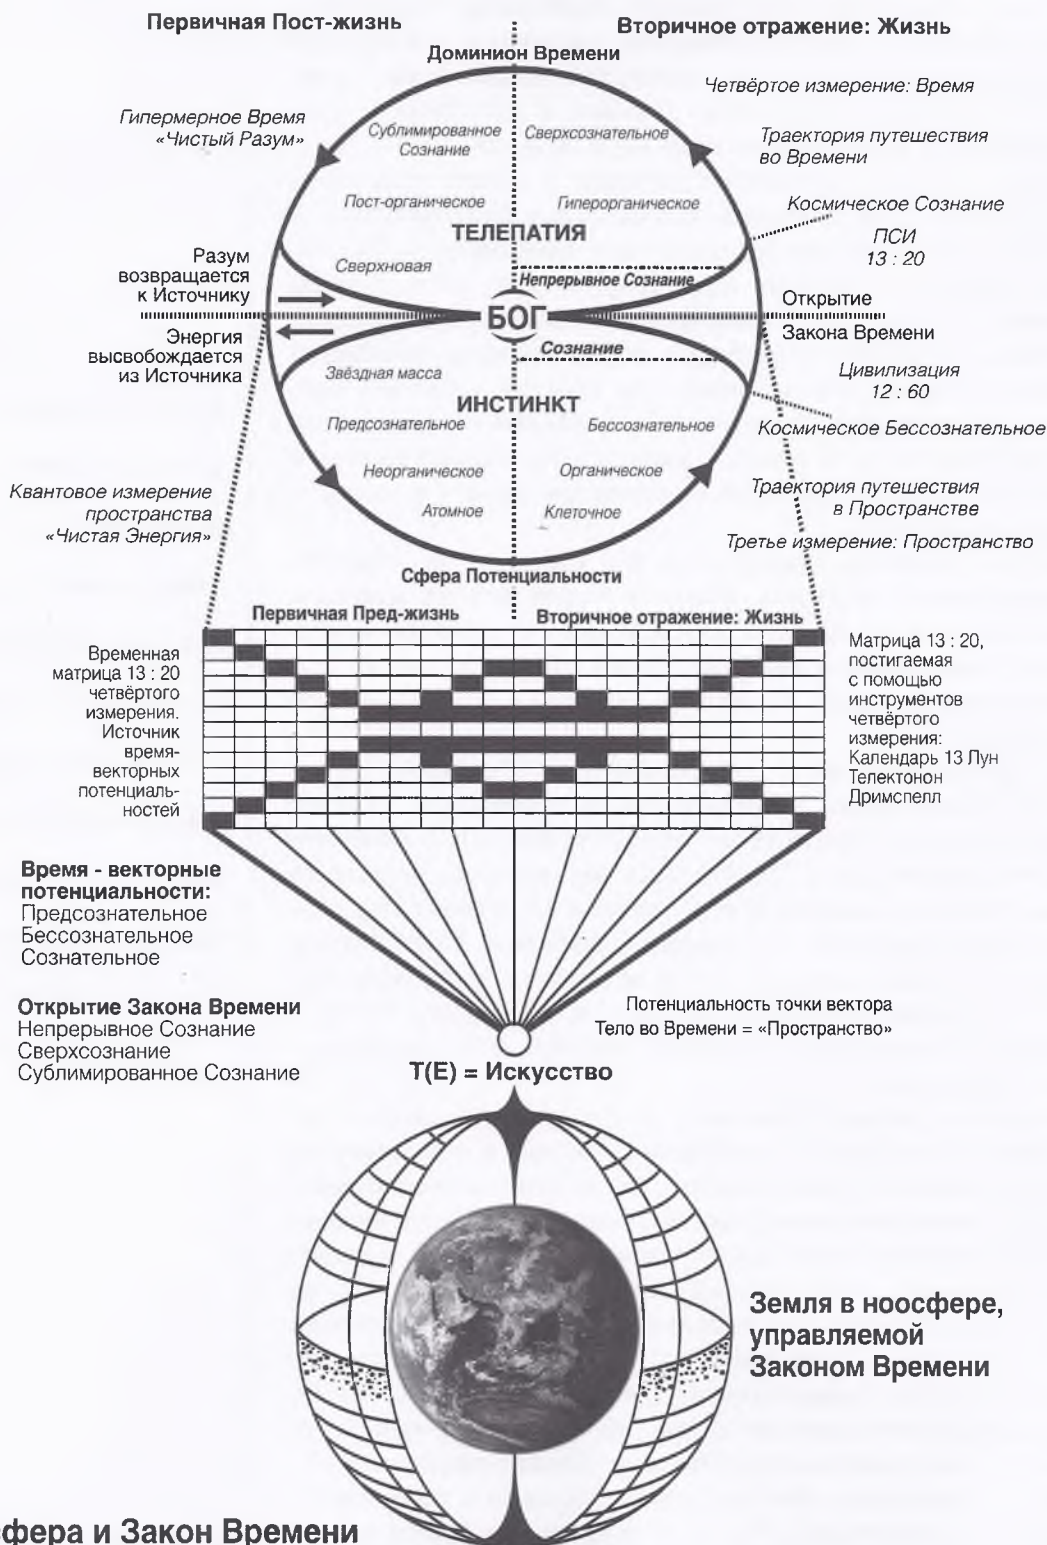 Первичная Пост-жизнь
Вторичное отражение: Жизнь
Доминион Времени
Четвёртое измерение: Время
Гипермерное Время
«Чистый Разум»
Сублимированное
Сознание
Сверхсознательное
Траектория путешествия
во Времени
Пост-органическое
Гиперорганическое
Космическое Сознание
ТЕЛЕПАТИЯ
ПСИ
13 : 20
Разум
возвращается
к Источнику
Сверхновая
Непрерывное Сознание
Открытие
БОГ
Энергия
высвобождается
из Источника
Сознание
Закона Времени
Звёздная масса
Цивилизация
12 : 60
ИНСТИНКТ
Предсознательное
Бессознательное
Космическое Бессознательное
Неорганическое
Органическое
Квантовое измерение
пространства
«Чистая Энергия»
Траектория путешествия
в Пространстве
Атомное
Клеточное
Третье измерение: Пространство
Сфера Потенциальности
Первичная Пред-жизнь
Вторичное отражение: Жизнь
Временная
матрица 13 : 20
четвёртого
измерения.
Источник
время-
векторных
потенциаль-
ностей
Матрица 13 : 20,
постигаемая
с помощью
инструментов
четвёртого
измерения:
Календарь 13 Лун
Телектонон
Дримспелл
Время - векторные
потенциальности:
Предсознательное
Бессознательное
Сознательное
Открытие Закона Времени
Непрерывное Сознание
Сверхсознание
Сублимированное Сознание
Потенциальность точки вектора
Тело во Времени = «Пространство»
T(E) = Искусство
Земля в ноосфере,
управляемой
Законом Времени
сфера и Закон Времени